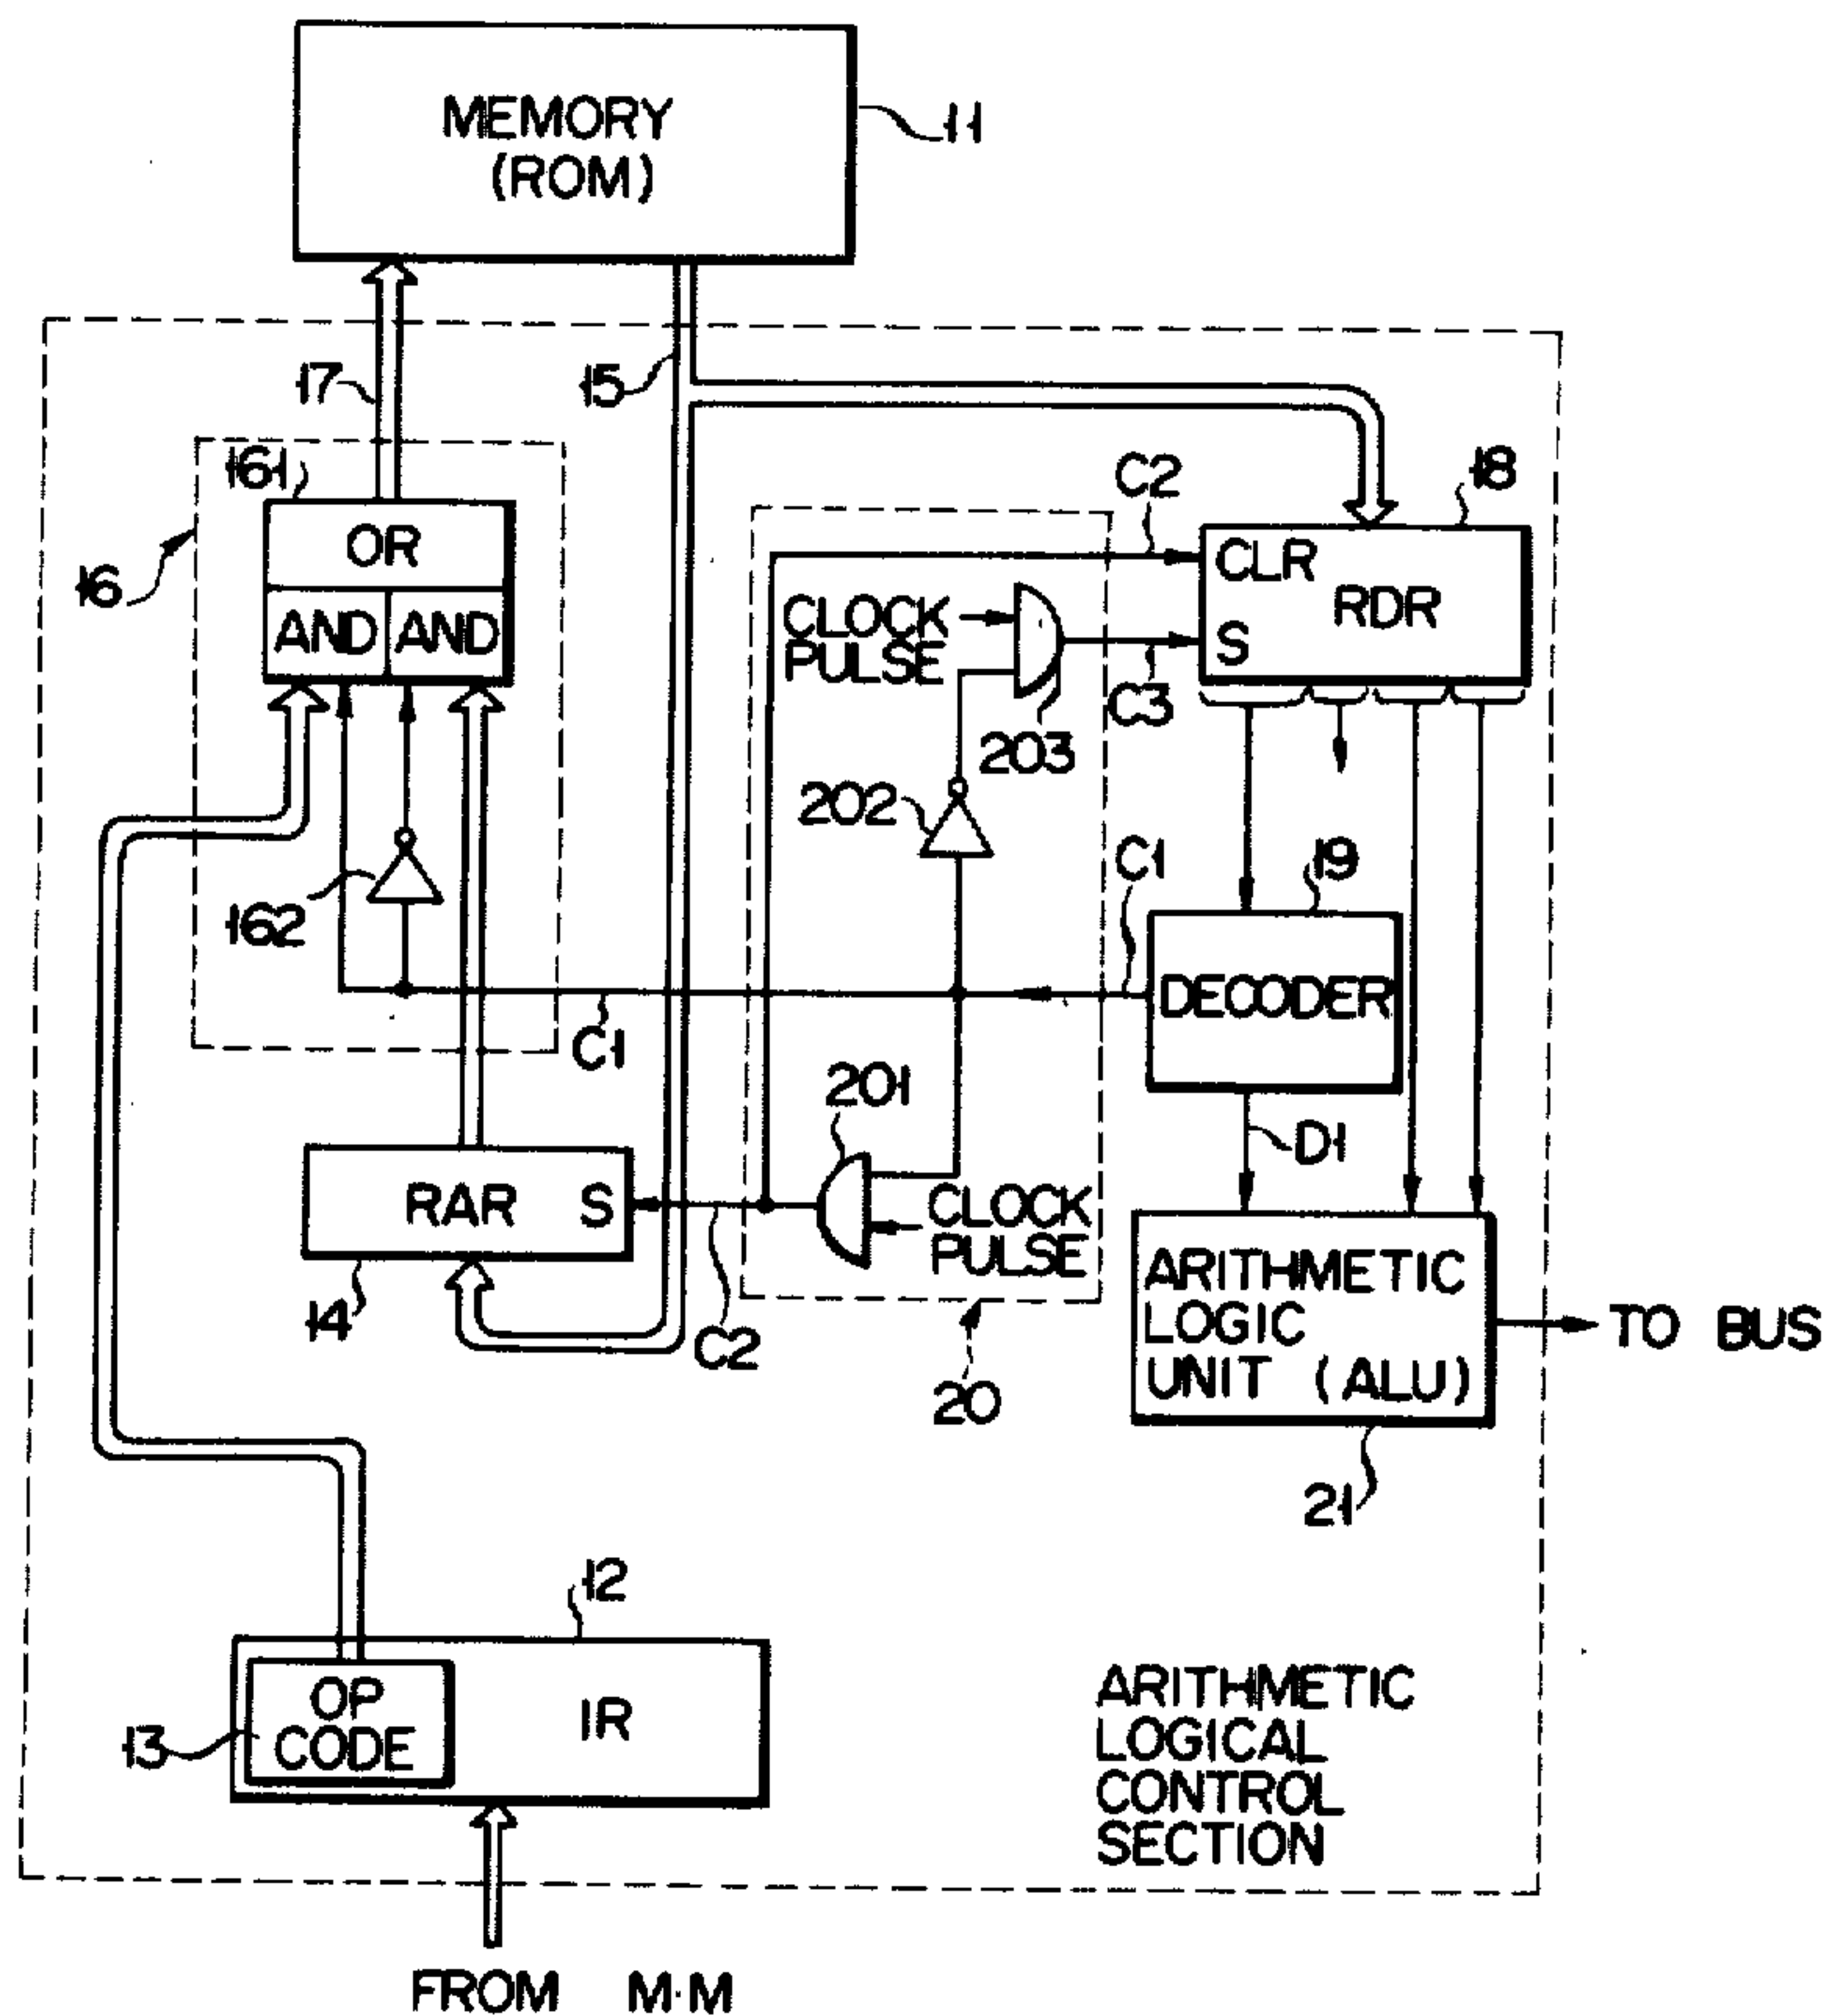 MEMORY
(ROM)
11
17
15
161
16
OR
AND
AND
C2
18
CLR
RDR
S
CLOCK
PULSE
C3
203
202
C1
19
162
DECODER
C1
201
D1
RAR
S
CLOCK
PULSE
14
C2
20
ARITHMETIC
LOGIC
UNIT (ALU)
TO BUS
21
12
OP
CODE
IR
13
ARITHMETIC
LOGICAL
CONTROL
SECTION
FROM M·M